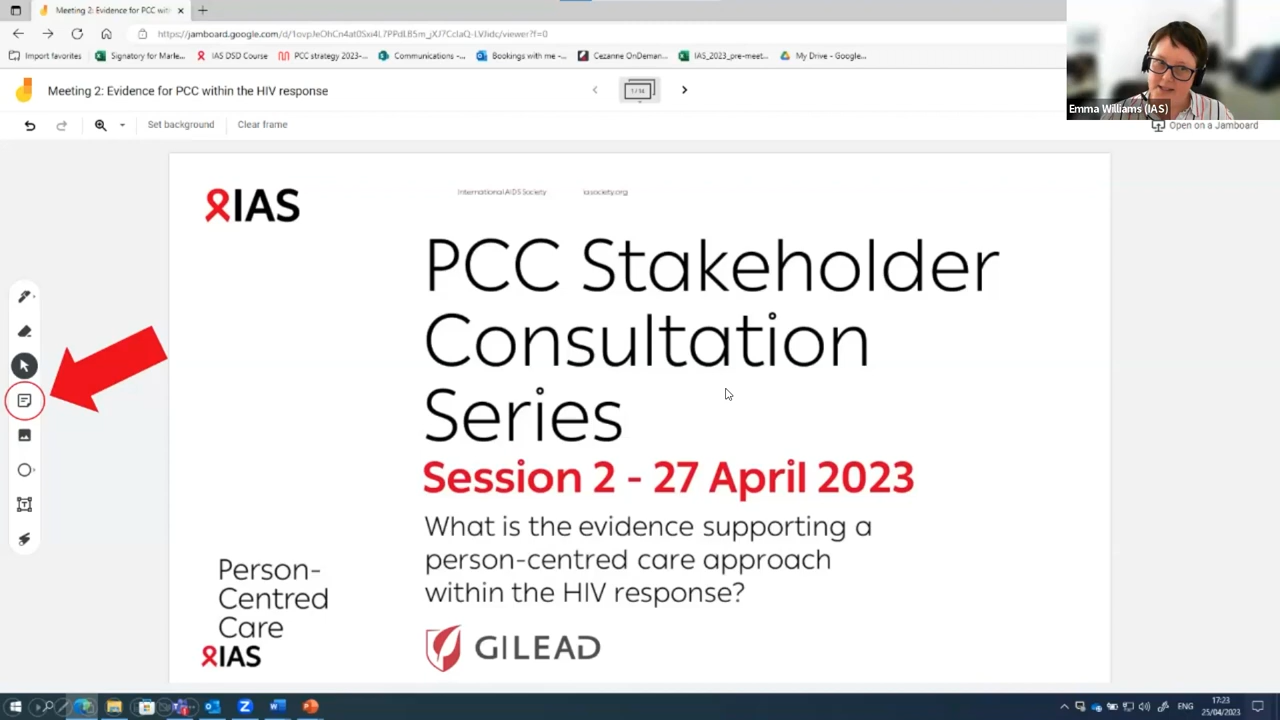 Meeting 2: Evidence for PCC with
Import favorites
Signatory for Marle...
IAS DSD Course
PCC strategy 2023-...
Communications -...
Bookings with me -...
Cezanne OnDeman...
IAS_2023_pre-meet...
My Drive - Google...
Emma Williams (IAS)
Meeting 2: Evidence for PCC within the HIV response
1 / 14
Set background
Clear frame
Open on a Jamboard
IAS
International AIDS Society
iasociety.org
PCC Stakeholder
Consultation
Series
Session 2 - 27 April 2023
What is the evidence supporting a
person-centred care approach
within the HIV response?
Person-
Centred
Care
IAS
GILEAD
ENG
17:23
25/04/2023